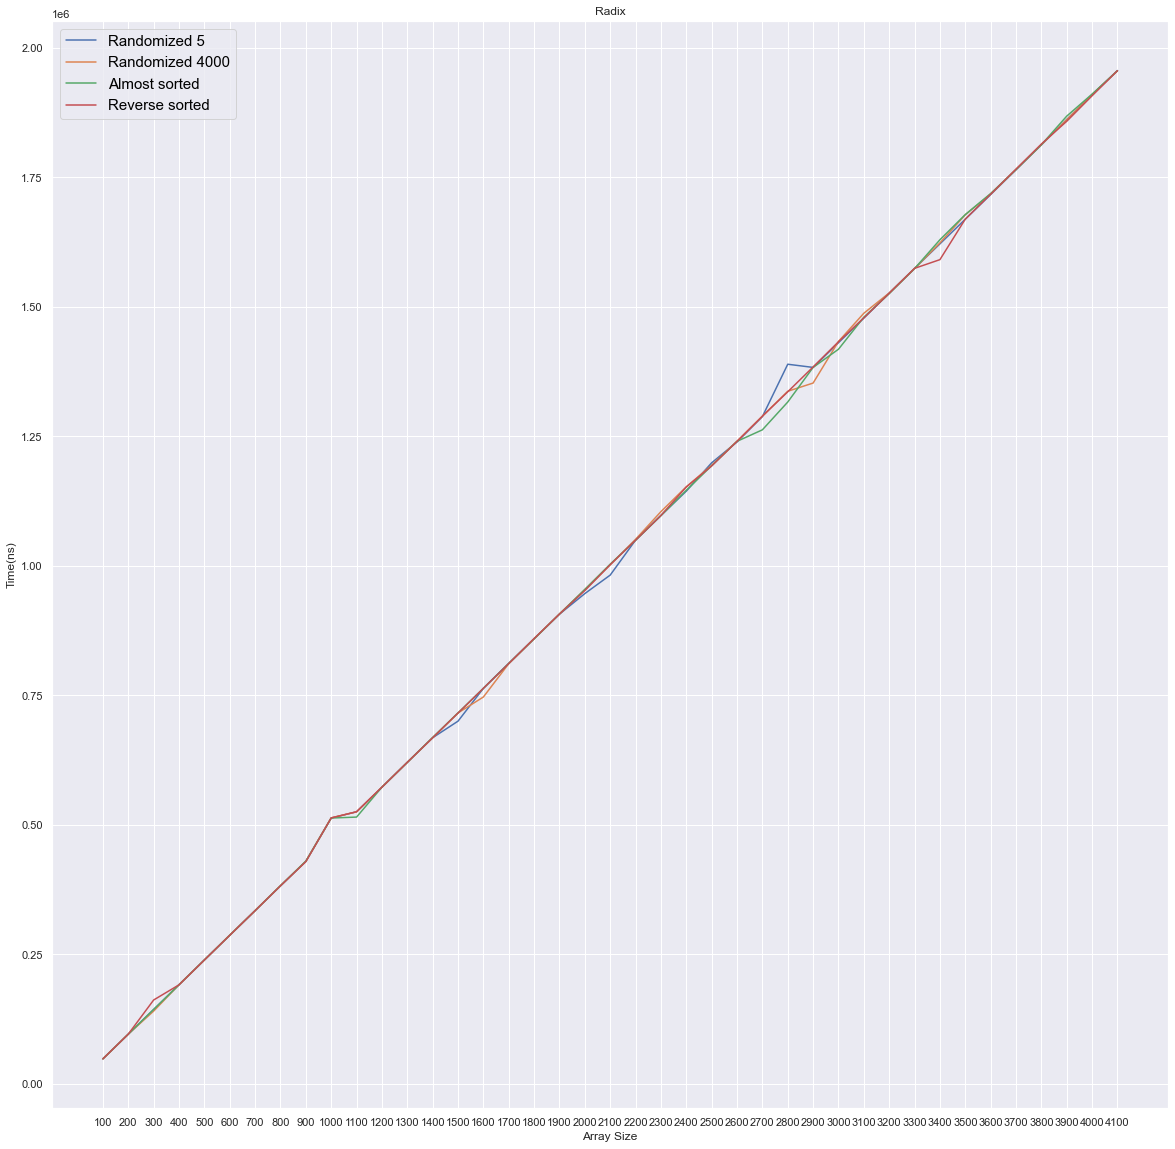 Radix
1e6
Randomized 5
Randomized 4000
Almost sorted
Reverse sorted
2.00
1.75
1.50
1.25
1.00
0.75
0.50
0.25
0.00
Time(ns)
100 200 300 400 500 600 700 800 900 1000 1100 1200 1300 1400 1500 1600 1700 1800 1900 2000 2100 2200 2300 2400 2500 2600 2700 2800 2900 3000 3100 3200 3300 3400 3500 3600 3700 3800 3900 4000 4100
Array Size